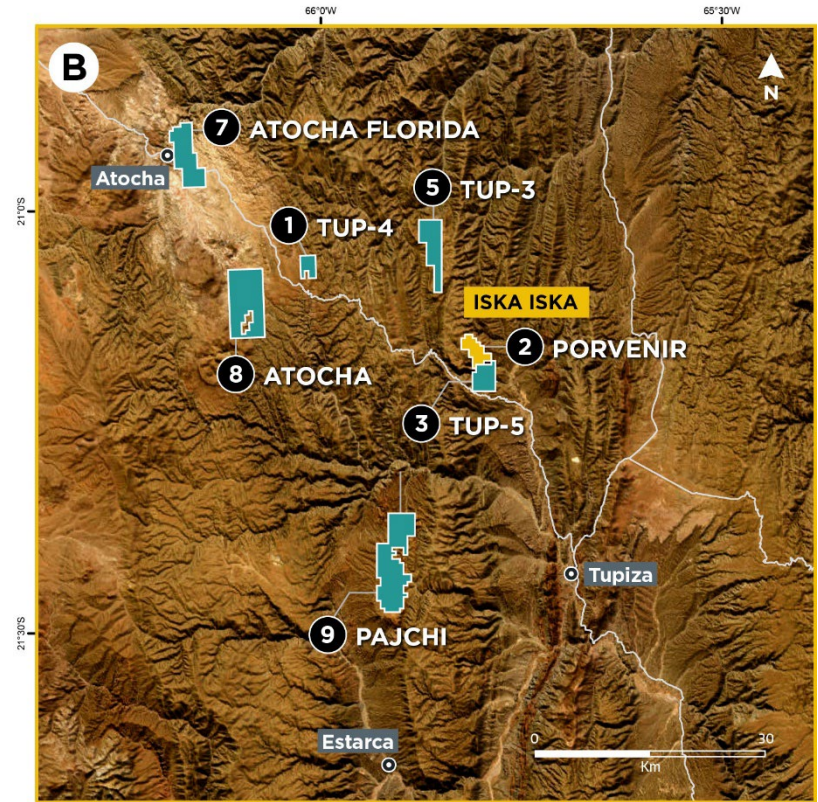 66°0'W
65°30'W
B
N
7 ATOCHA FLORIDA
Atocha
5 TUP-3
21°0'S
1 TUP-4
ISKA ISKA
2 PORVENIR
8 ATOCHA
3 TUP-5
Tupiza
21°30'S
9 PAJCHI
Estarca
0 30
Km